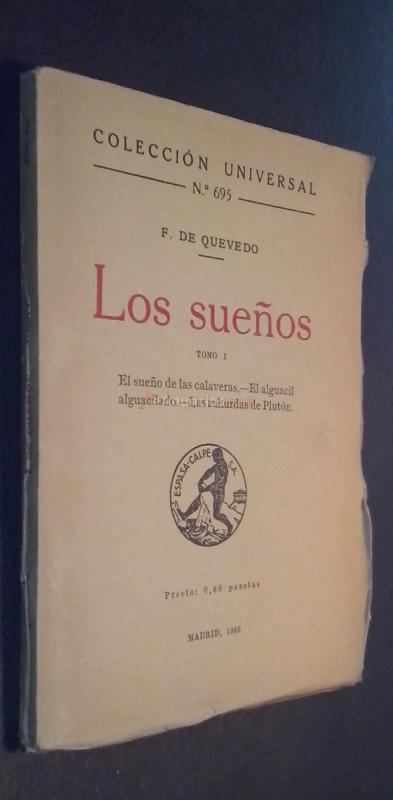 COLECCIÓN UNIVERSAL
N.º 695
F. DE QUEVEDO
Los sueños
TOMO I
El sueño de las calaveras.—El alguacil
alguacilado.—Las zahurdas de Plutón.
ESPASA-CALPE S.A.
Precio: 0,60 pesetas
MADRID, 1960